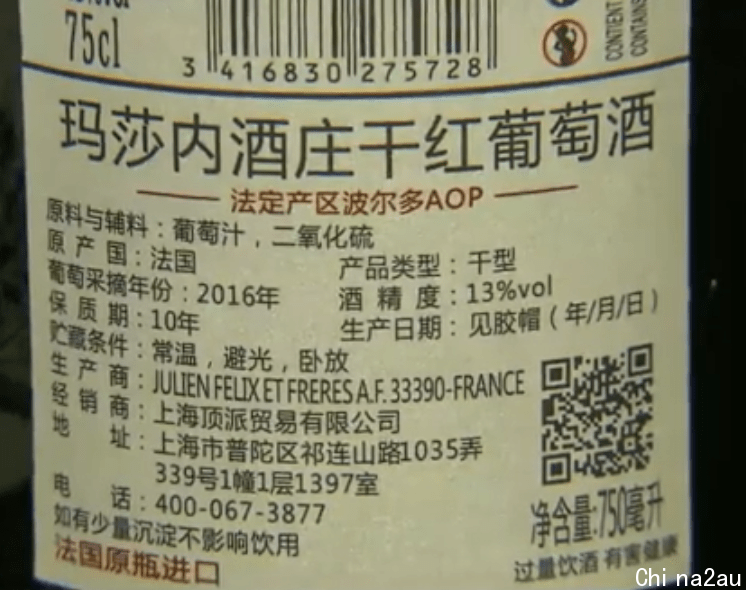 75cl
CONTIENT
CONTAINS
3 416830 275728
玛莎内酒庄干红葡萄酒
法定产区波尔多AOP
原料与辅料：葡萄汁，二氧化硫
原产国：法国
产品类型：干型
葡萄采摘年份：2016年
酒精度：13%vol
保质期：10年
生产日期：见胶帽（年/月/日）
贮藏条件：常温，避光，卧放
生产商：JULIEN FELIX ET FRERES A.F. 33390-FRANCE
经销商：上海顶派贸易有限公司
地址：上海市普陀区祁连山路1035弄
339号1幢1层1397室
电话：400-067-3877
净含量:750毫升
如有少量沉淀不影响饮用
过量饮酒 有害健康
法国原瓶进口
Chi na2au